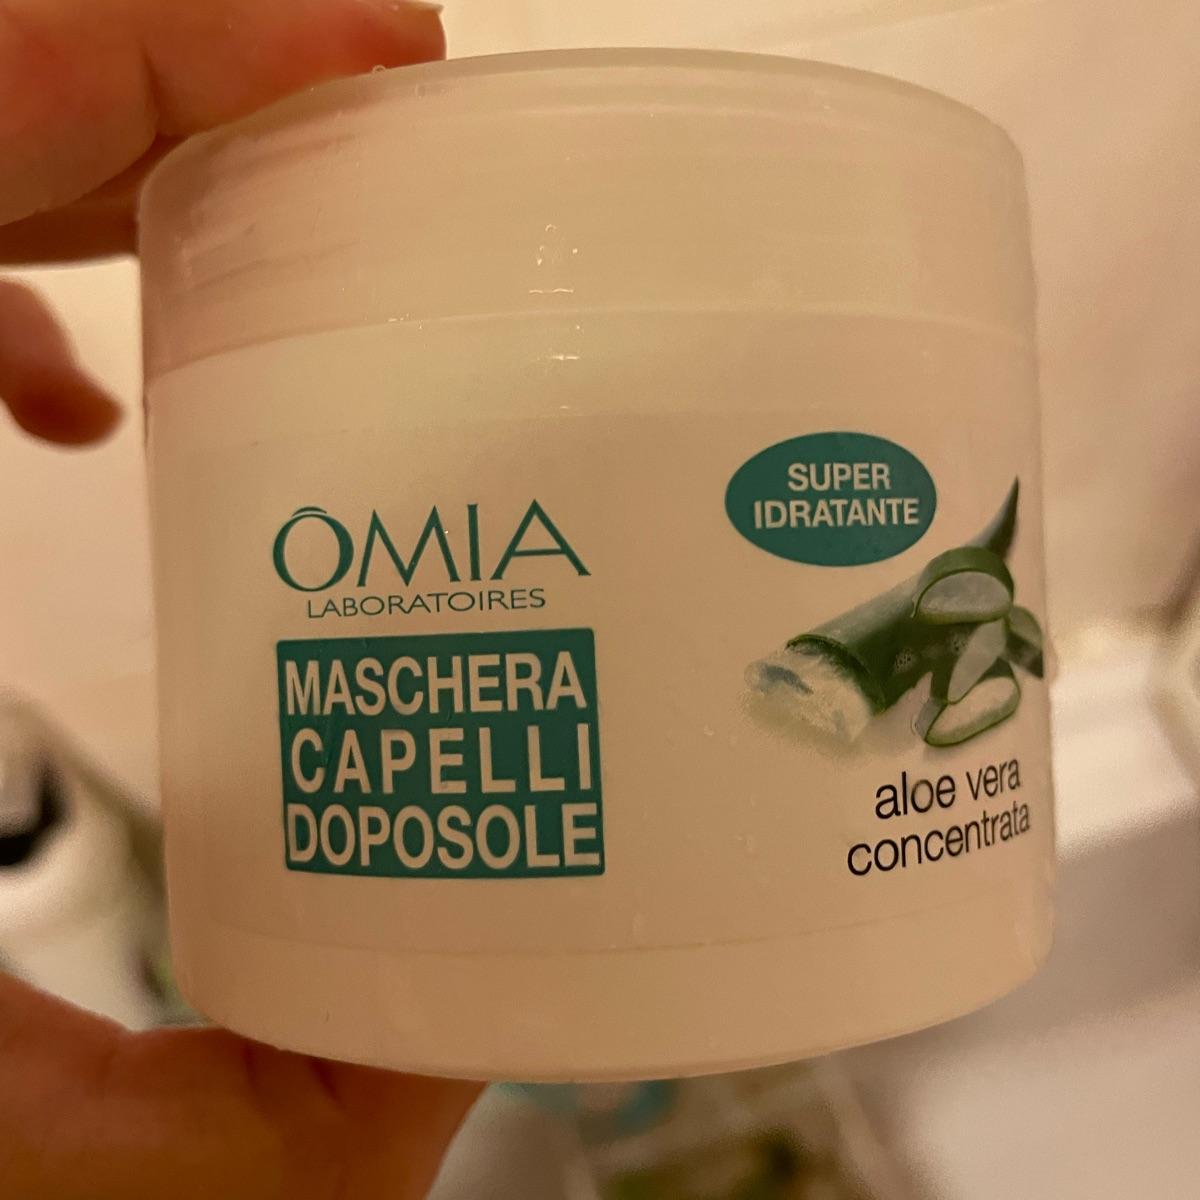 ÔMIA
LABORATOIRES
MASCHERA
CAPELLI
DOPOSOLE
SUPER
IDRATANTE
aloe vera
concentrata